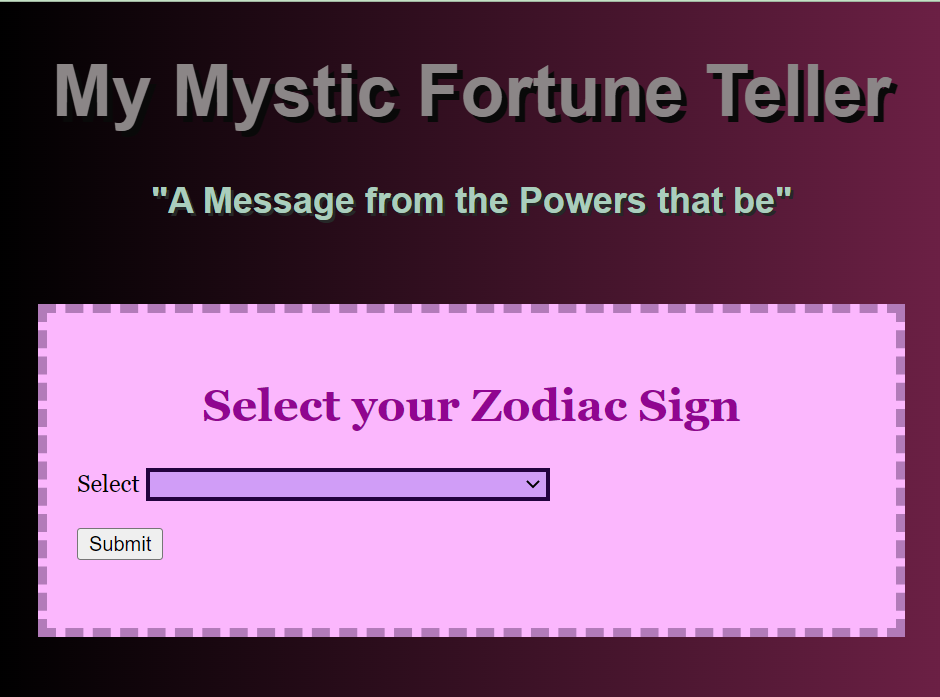 My Mystic Fortune Teller
"A Message from the Powers that be"
Select your Zodiac Sign
Select
Submit